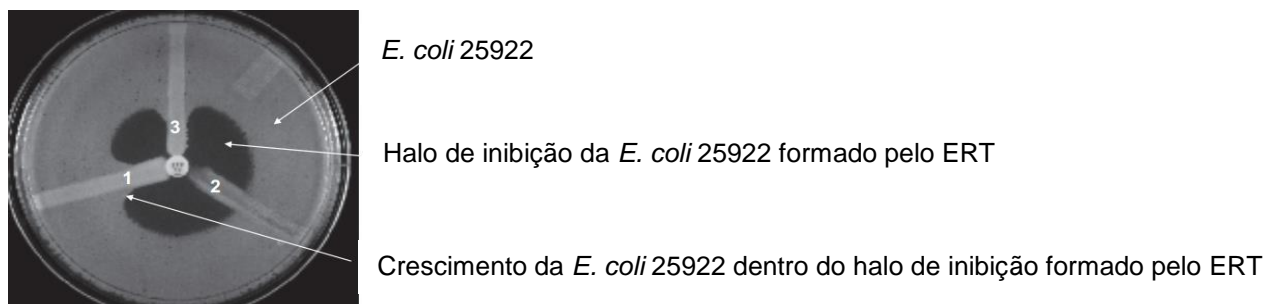 E. coli 25922
3
Halo de inibição da E. coli 25922 formado pelo ERT
1
2
Crescimento da E. coli 25922 dentro do halo de inibição formado pelo ERT